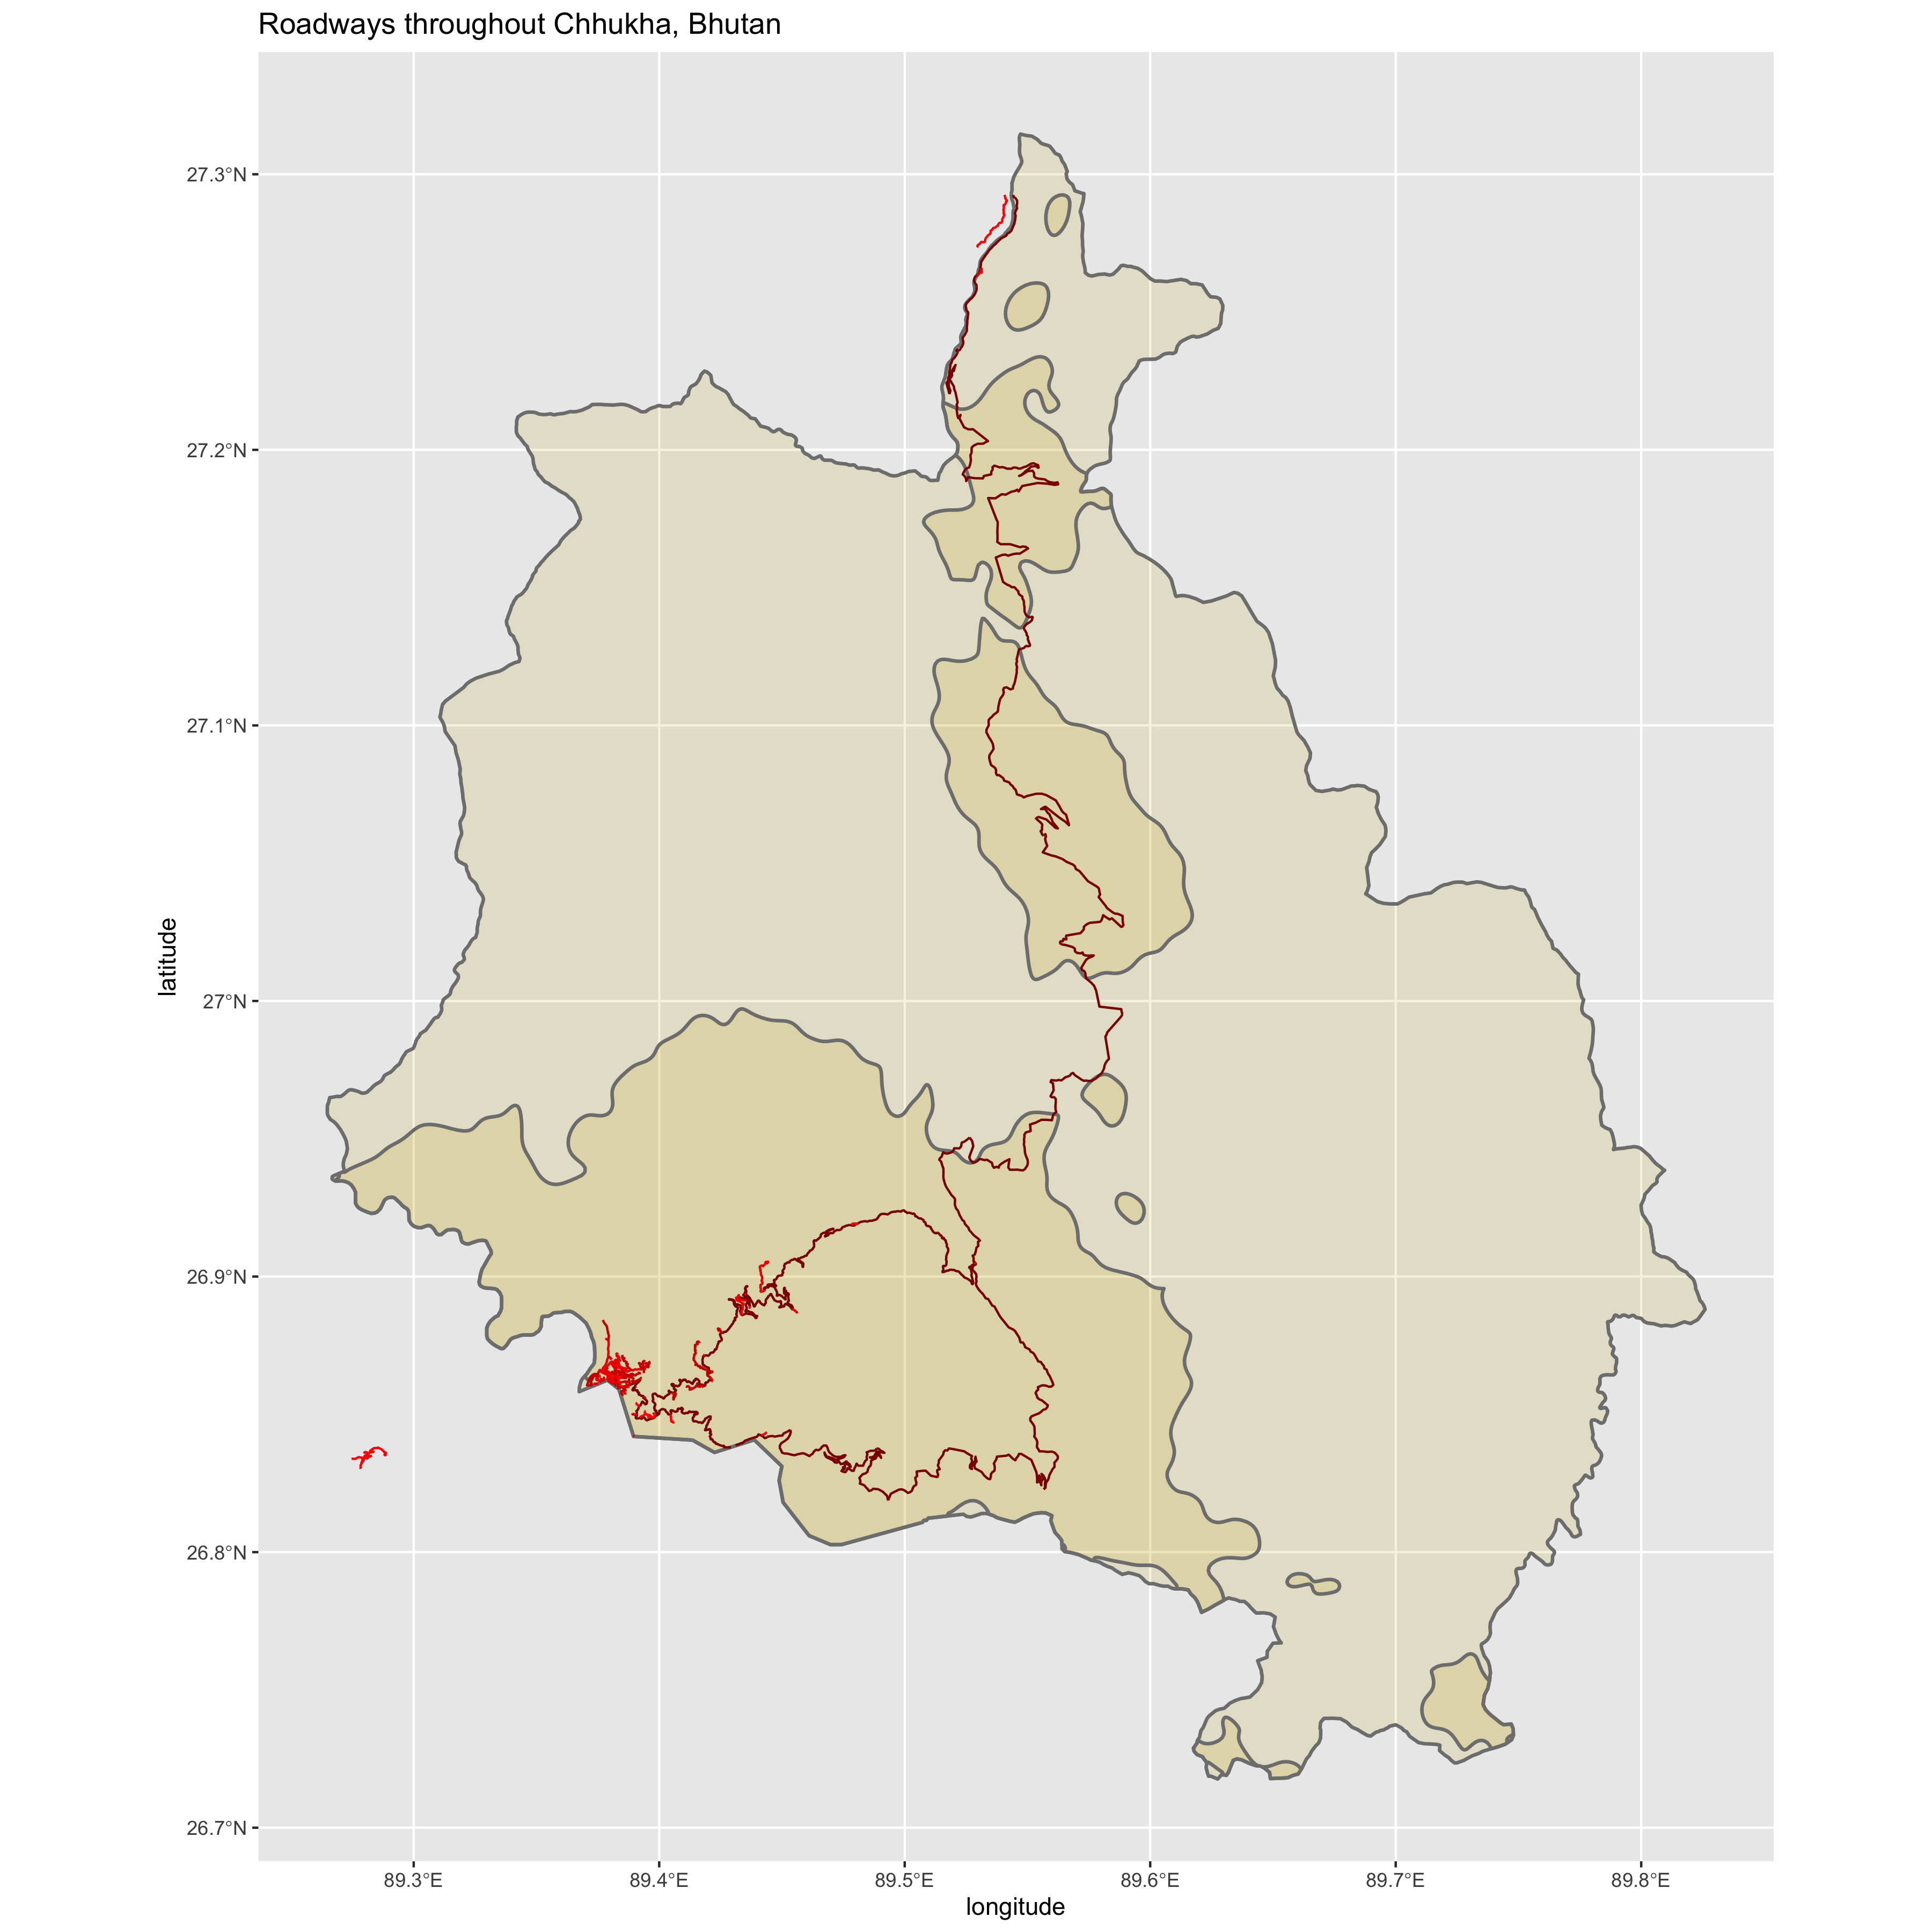 Roadways throughout Chhukha, Bhutan
27.3°N
27.2°N
27.1°N
27°N
26.9°N
26.8°N
26.7°N
latitude
89.3°E
89.4°E
89.5°E
89.6°E
89.7°E
89.8°E
longitude